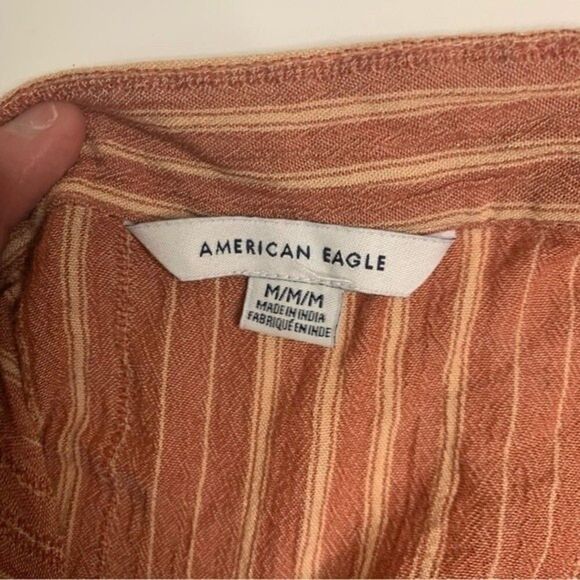 AMERICAN EAGLE
M/M/M
MADE IN INDIA
FABRIQUÉ EN INDE